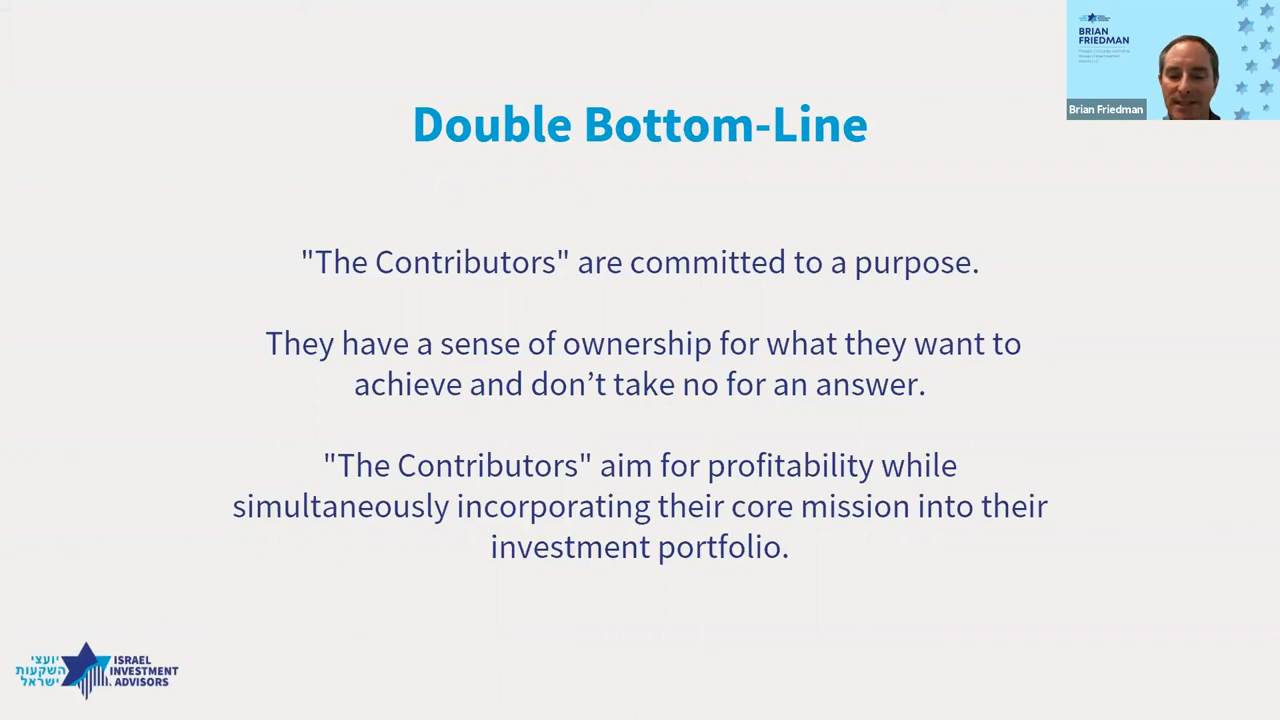 BRIAN
FRIEDMAN
Brian Friedman
Double Bottom-Line
"The Contributors" are committed to a purpose.
They have a sense of ownership for what they want to
achieve and don’t take no for an answer.
"The Contributors" aim for profitability while
simultaneously incorporating their core mission into their
investment portfolio.
יועצי
השקעות
ישראל
ISRAEL
INVESTMENT
ADVISORS